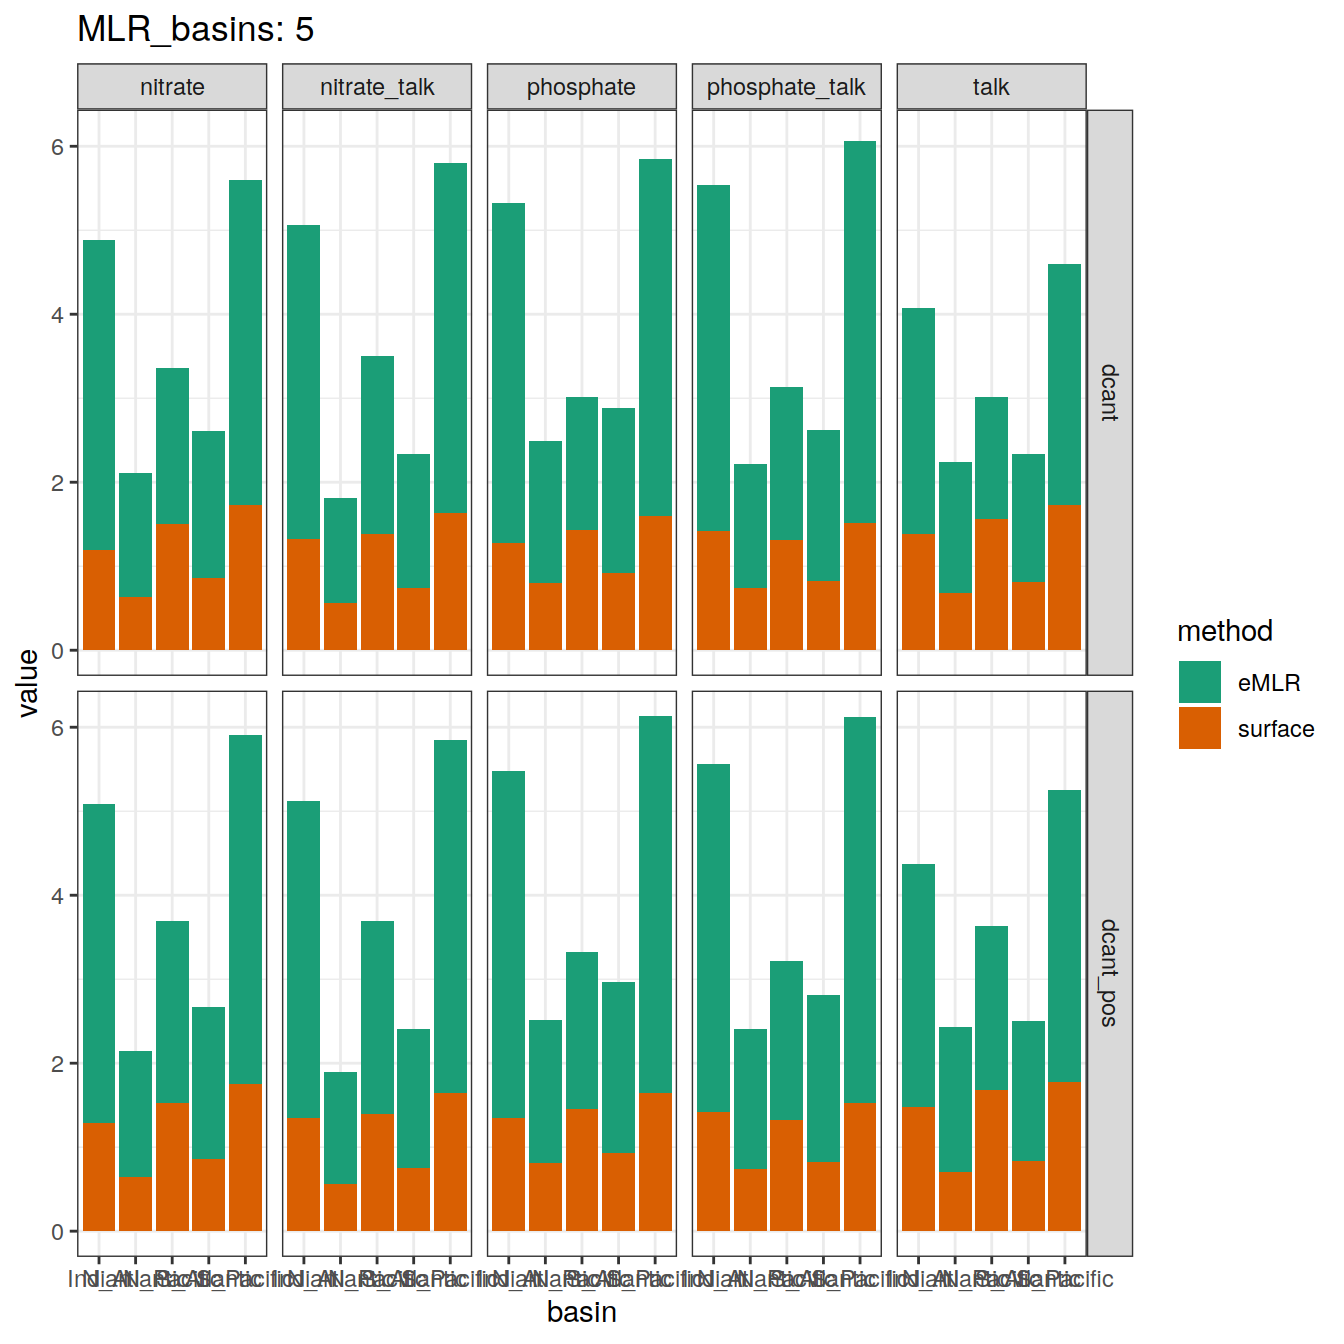 MLR_basins: 5
nitrate nitrate_talk phosphate phosphate_talk talk
6
4
2
0
dcant
6
4
2
0
dcant_pos
value
basin
method
eMLR
surface